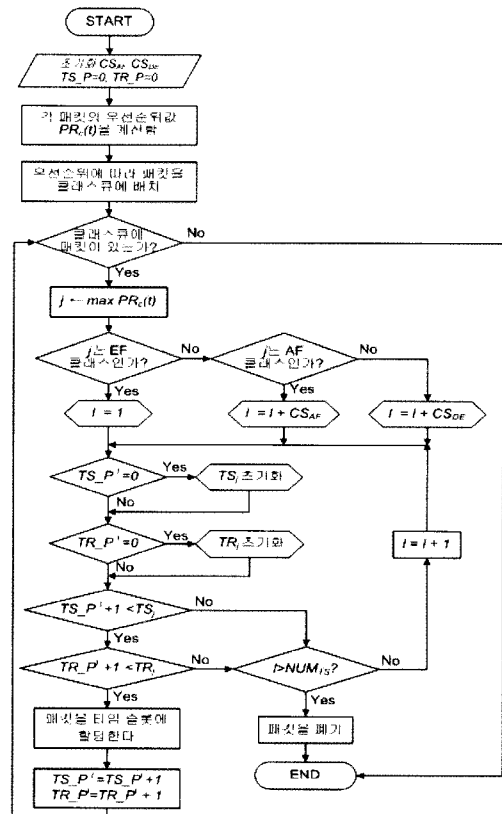 START
초기화 CS_AF, CS_DE
TS_P=0, TR_P=0
각 패킷의 우선순위값
PR_c(t)을 계산함
우선순위에 따라 패킷을
클래스큐에 배치
클래스큐에
패킷이 있는가?
No
Yes
j ← max PR_c(t)
j는 EF
클래스인가?
No
j는 AF
클래스인가?
No
Yes
Yes
I = 1
I = I + CS_AF
I = I + CS_DE
TS_P^I=0
Yes
TS_j 초기화
No
TR_P^I=0
Yes
TR_j 초기화
No
I = I + 1
TS_P^I+1 <TS_j
No
Yes
TR_P^I +1 <TR_j
No
I>NUM_TS?
No
Yes
Yes
패킷을 타임 슬롯에
할당한다
패킷을 폐기
END
TS_P^I=TS_P^I+1
TR_P^I=TR_P^I + 1